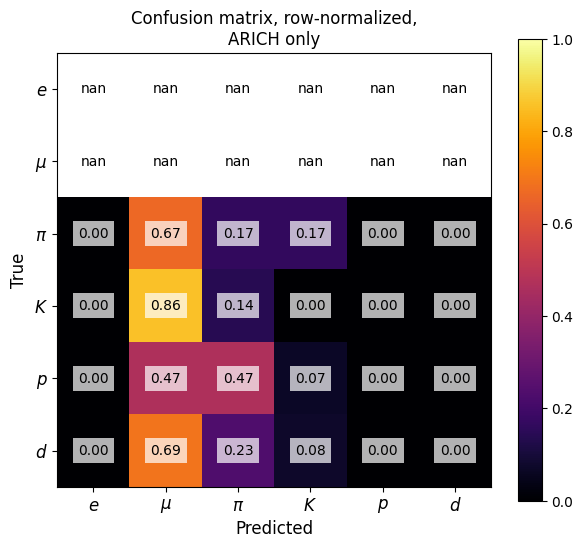 Confusion matrix, row-normalized,
ARICH only
True
e nan nan nan nan nan nan
μ nan nan nan nan nan nan
π 0.00 0.67 0.17 0.17 0.00 0.00
K 0.00 0.86 0.14 0.00 0.00 0.00
p 0.00 0.47 0.47 0.07 0.00 0.00
d 0.00 0.69 0.23 0.08 0.00 0.00
e μ π K p d
Predicted
1.0
0.8
0.6
0.4
0.2
0.0